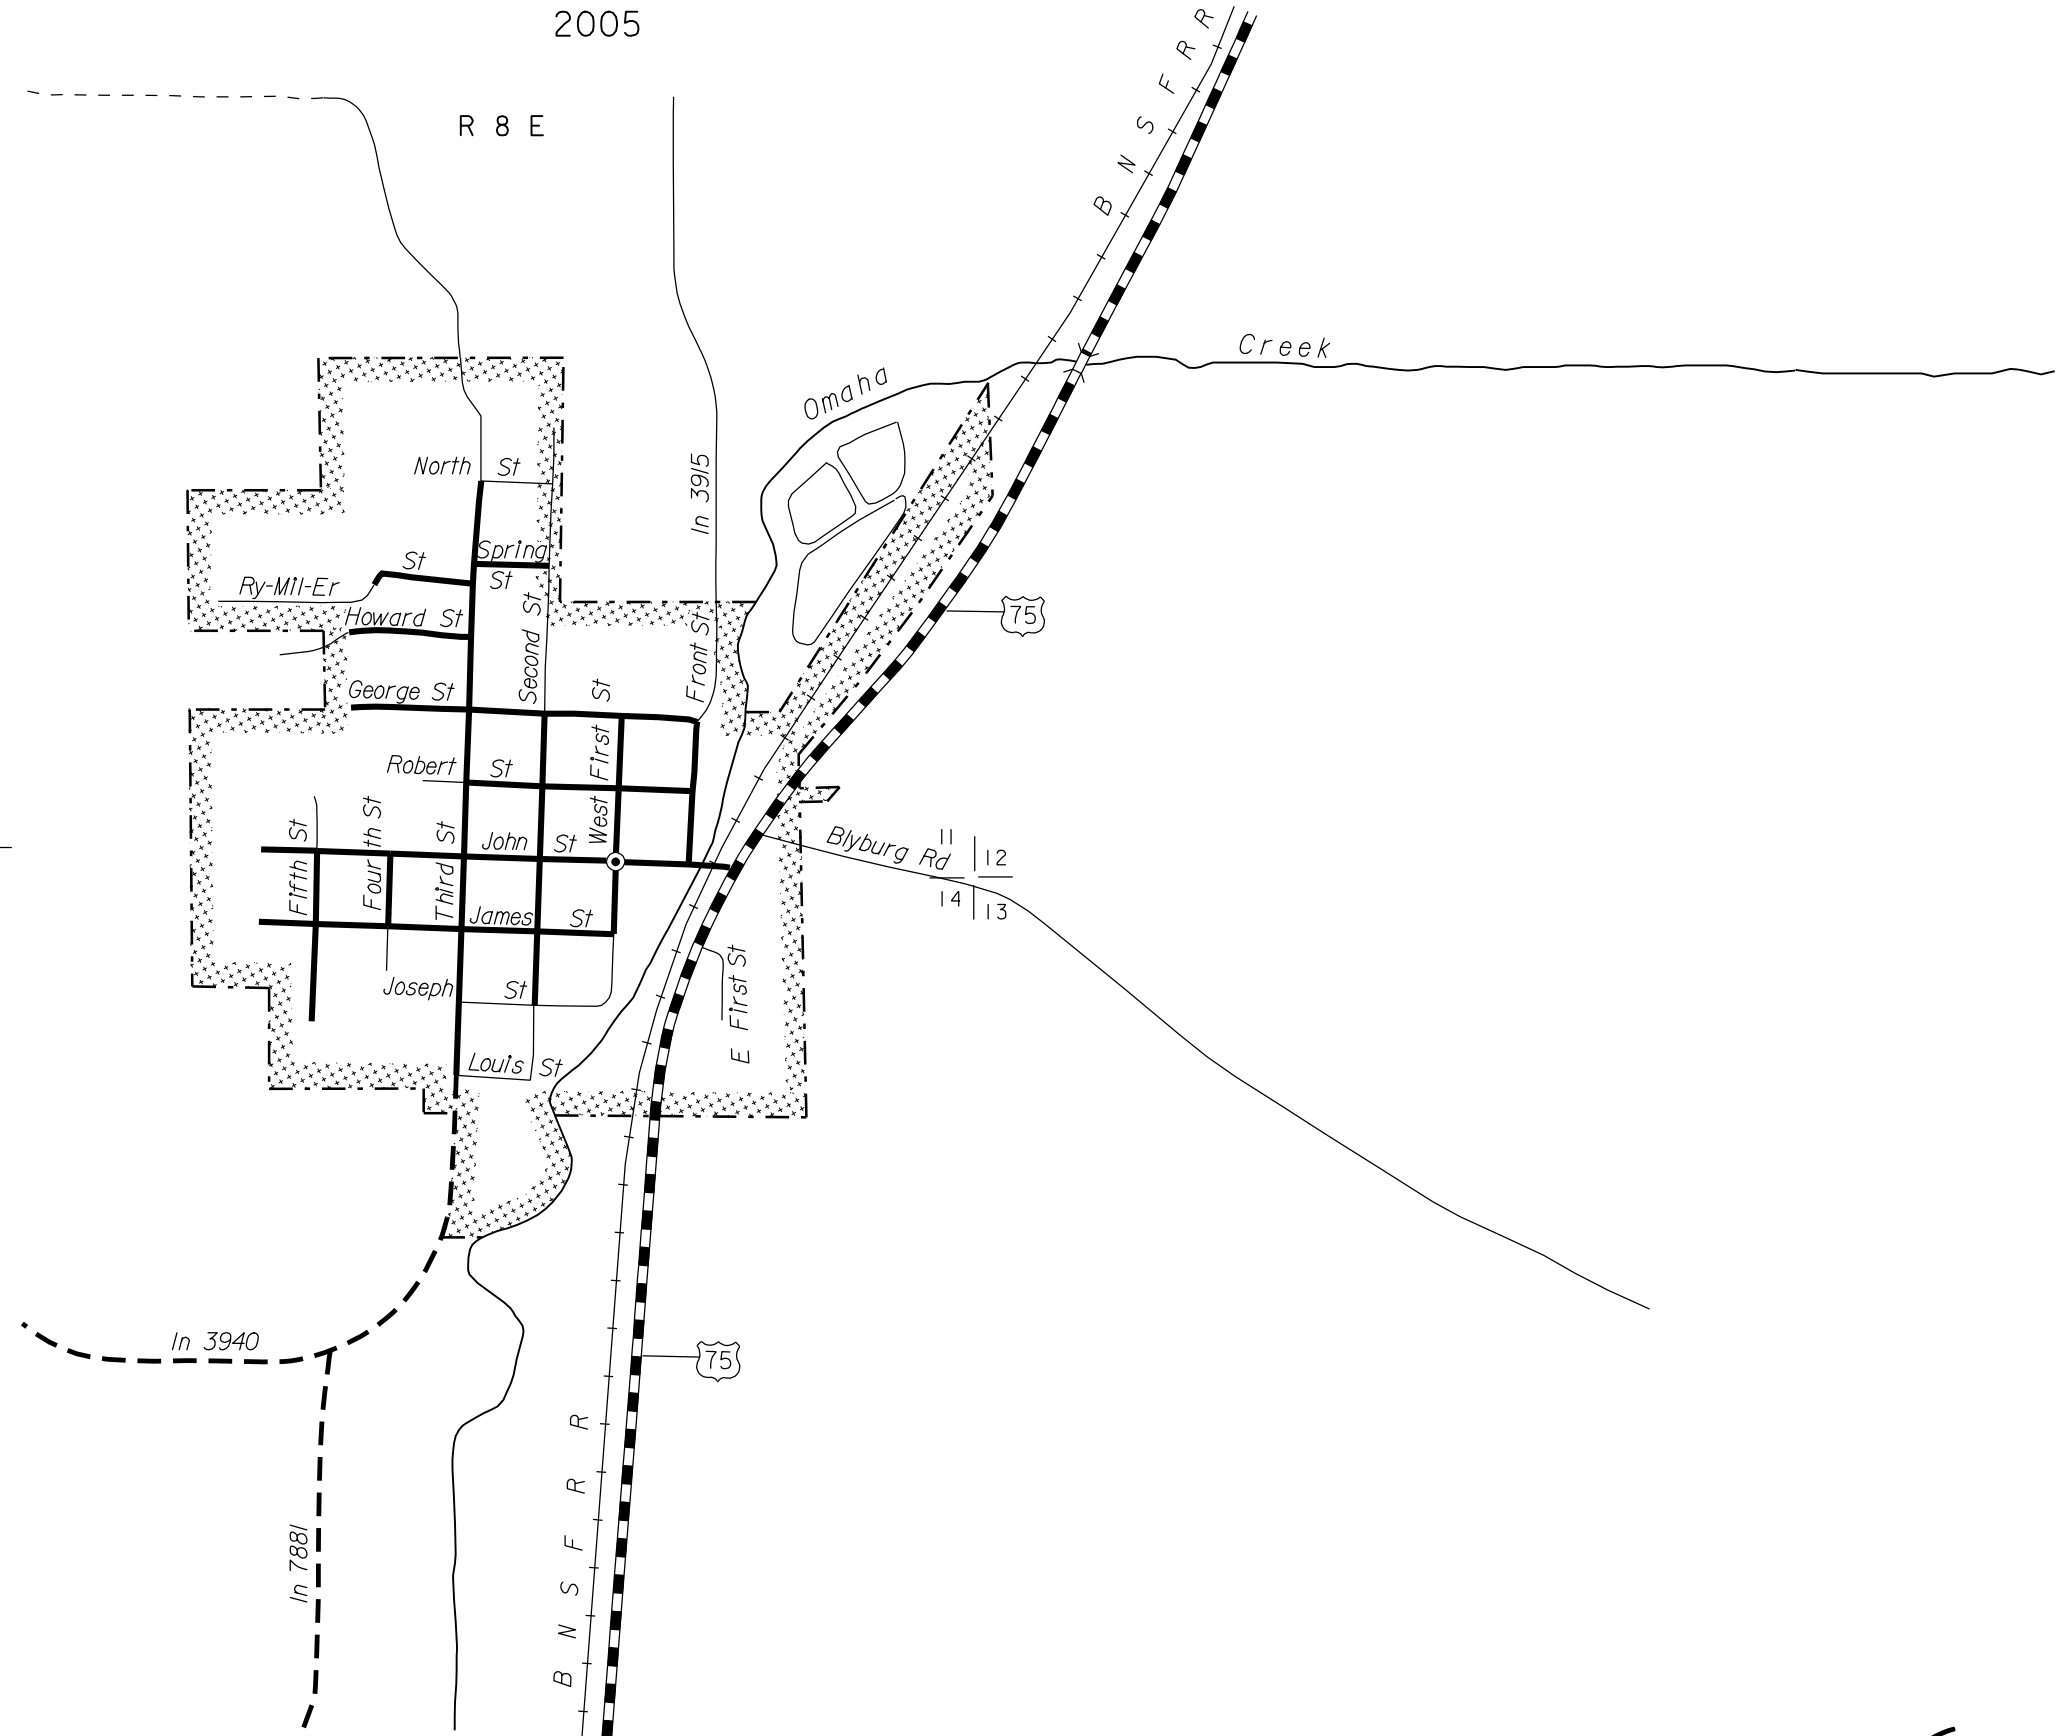 2005
R 8 E
B N S F R R
Omaha
Creek
North St
In 3915
Spring
St
St
Ry-Mil-Er
Howard St
Second St
Front St
75
George St
West First St
Robert St
John St
Fifth St
Fourth St
Third St
Blyburg Rd
11
12
14
13
James St
E First St
Joseph St
Louis St
In 3940
75
In 7881
B N S F R R